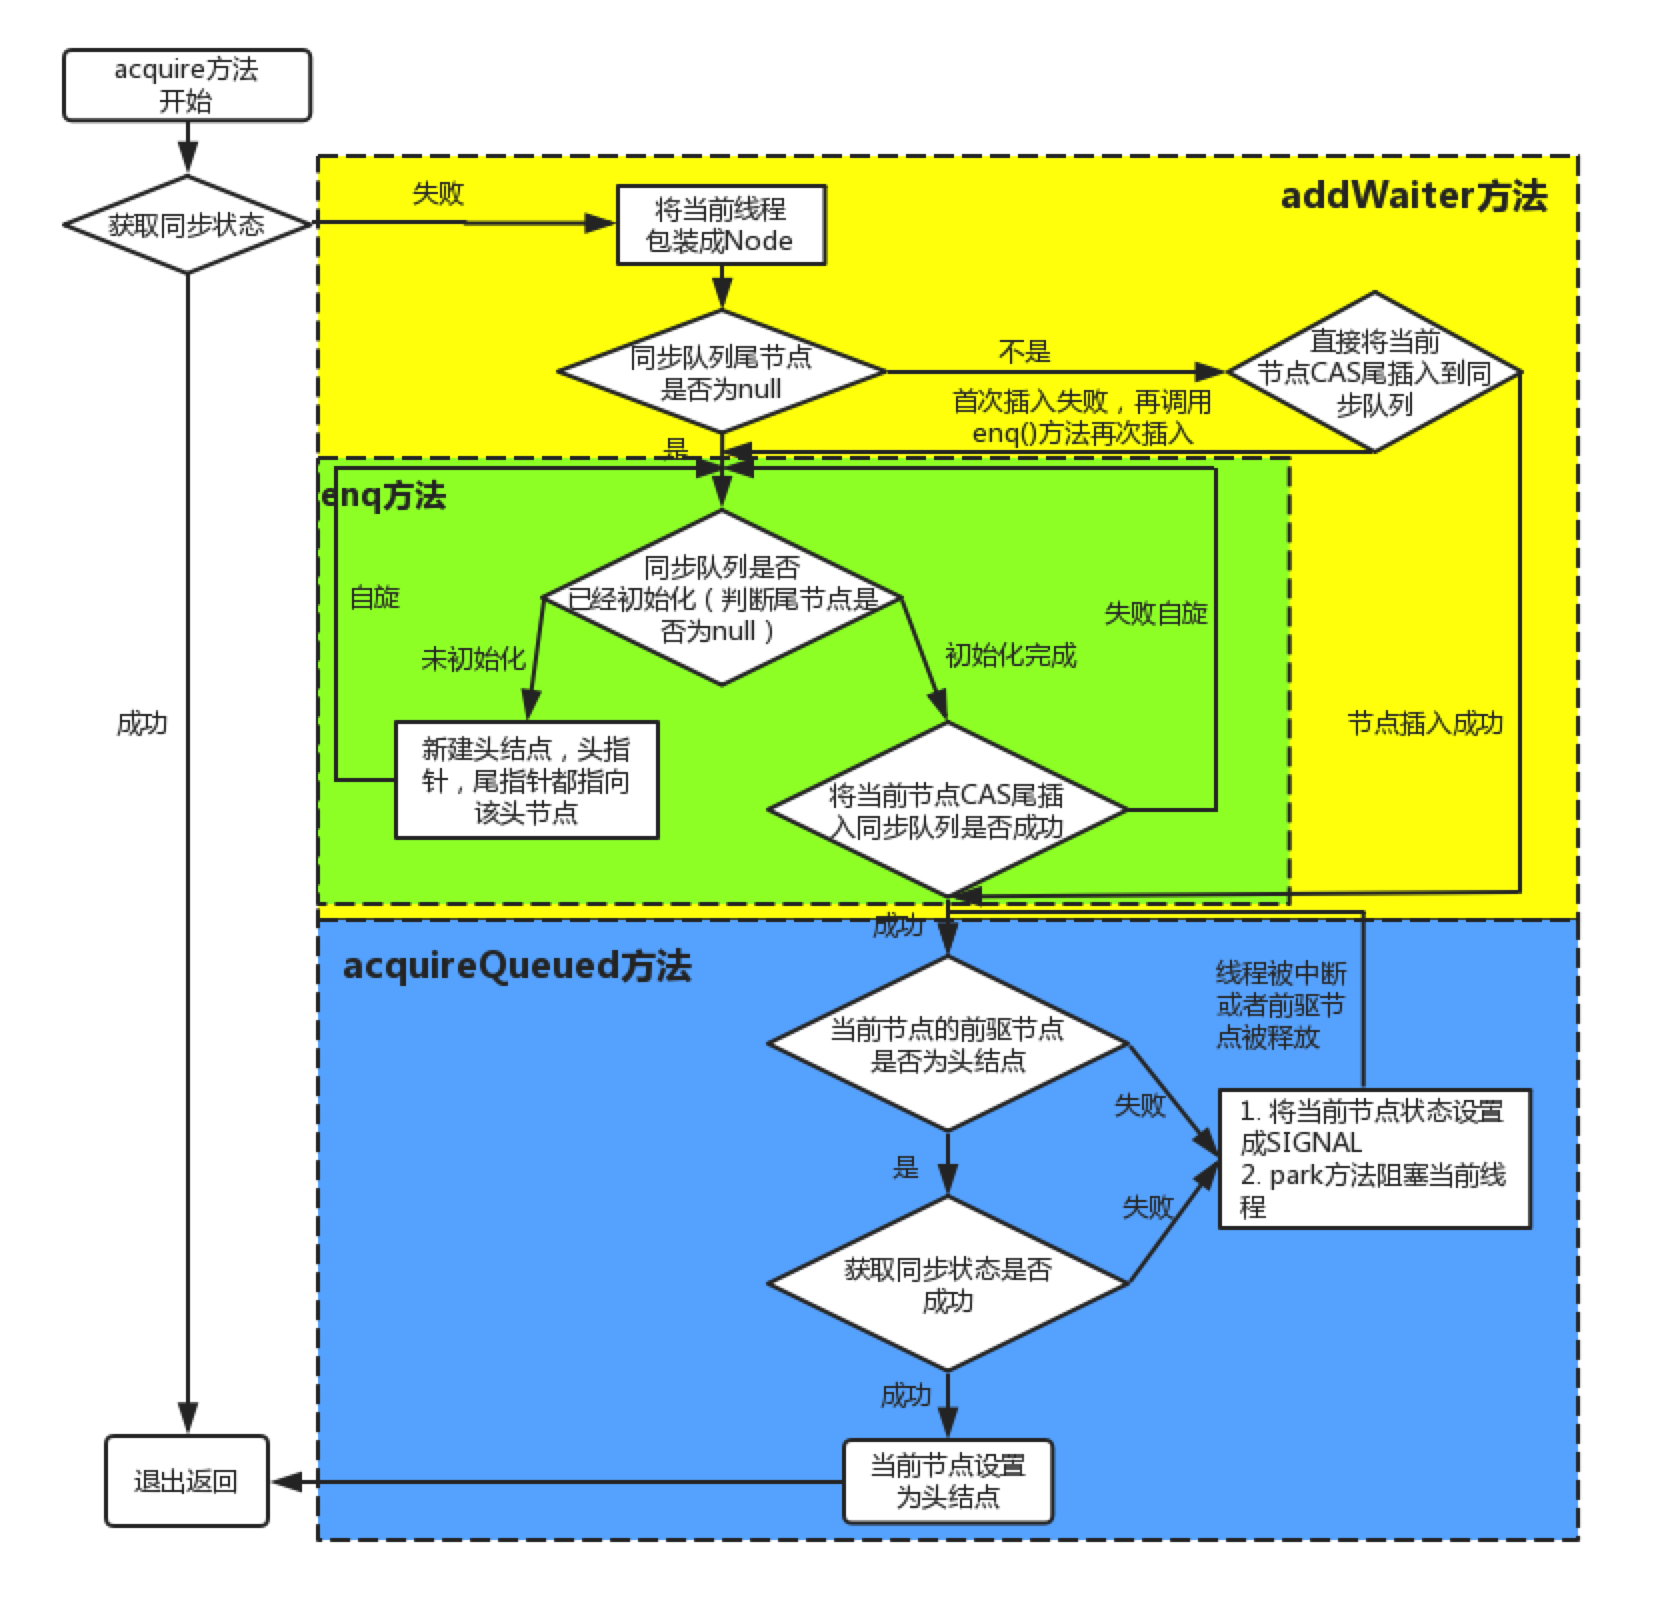 acquire方法
开始
获取同步状态
失败
将当前线程
包装成Node
addWaiter方法
同步队列尾节点
是否为null
不是
直接将当前
节点CAS尾插入到同
步队列
首次插入失败，再调用
enq()方法再次插入
是
enq方法
同步队列是否
已经初始化（判断尾节点是
否为null）
自旋
失败自旋
未初始化
初始化完成
成功
节点插入成功
新建头结点，头指
针，尾指针都指向
该头节点
将当前节点CAS尾插
入同步队列是否成功
成功
acquireQueued方法
线程被中断
或者前驱节
点被释放
当前节点的前驱节点
是否为头结点
失败
1. 将当前节点状态设置
成SIGNAL
2. park方法阻塞当前线
程
是
失败
获取同步状态是否
成功
成功
当前节点设置
为头结点
退出返回